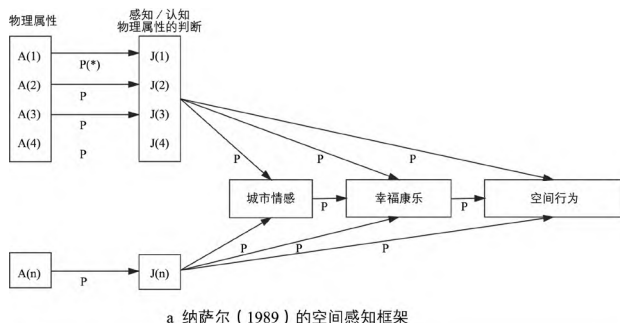 物理属性
感知/认知
物理属性的判断
A(1)
J(1)
P(*)
A(2)
J(2)
P
A(3)
J(3)
P
A(4)
J(4)
P
P
P
P
城市情感
P
幸福康乐
P
空间行为
P
P
P
A(n)
P
J(n)
a 纳萨尔（1989）的空间感知框架